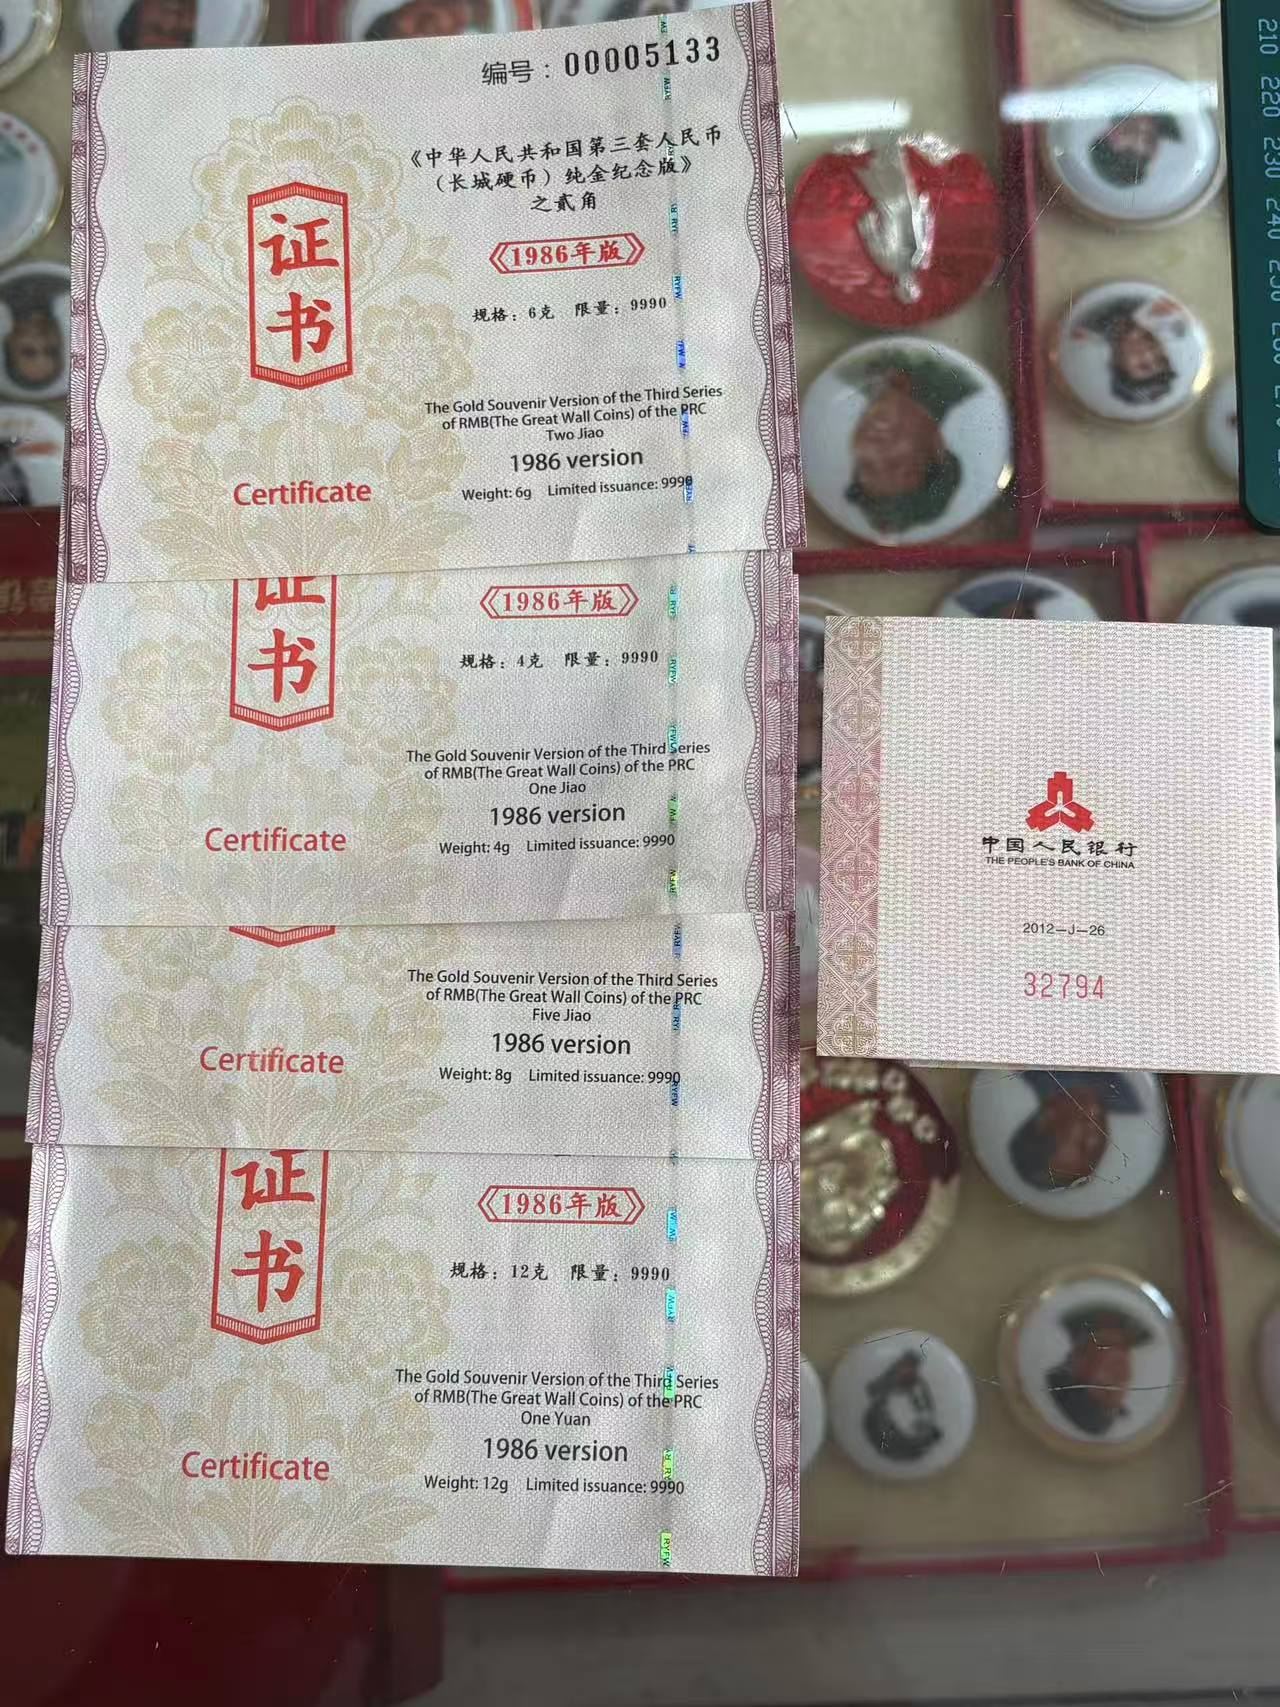 编号：00005133
《中华人民共和国第三套人民币
（长城硬币）纯金纪念版》
之贰角
证
书
1986年版
规格：6克 限量：9990
The Gold Souvenir Version of the Third Series
of RMB(The Great Wall Coins) of the PRC
Two Jiao
1986 version
Weight: 6g Limited issuance: 9990
Certificate
证
书
1986年版
规格：4克 限量：9990
The Gold Souvenir Version of the Third Series
of RMB(The Great Wall Coins) of the PRC
One Jiao
1986 version
Weight: 4g Limited issuance: 9990
Certificate
The Gold Souvenir Version of the Third Series
of RMB(The Great Wall Coins) of the PRC
Five Jiao
1986 version
Weight: 8g Limited issuance: 9990
Certificate
证
书
1986年版
规格：12克 限量：9990
The Gold Souvenir Version of the Third Series
of RMB(The Great Wall Coins) of the PRC
One Yuan
1986 version
Weight: 12g Limited issuance: 9990
Certificate
中国人民银行
THE PEOPLE'S BANK OF CHINA
2012—J—26
32794
210 220 230 240 250